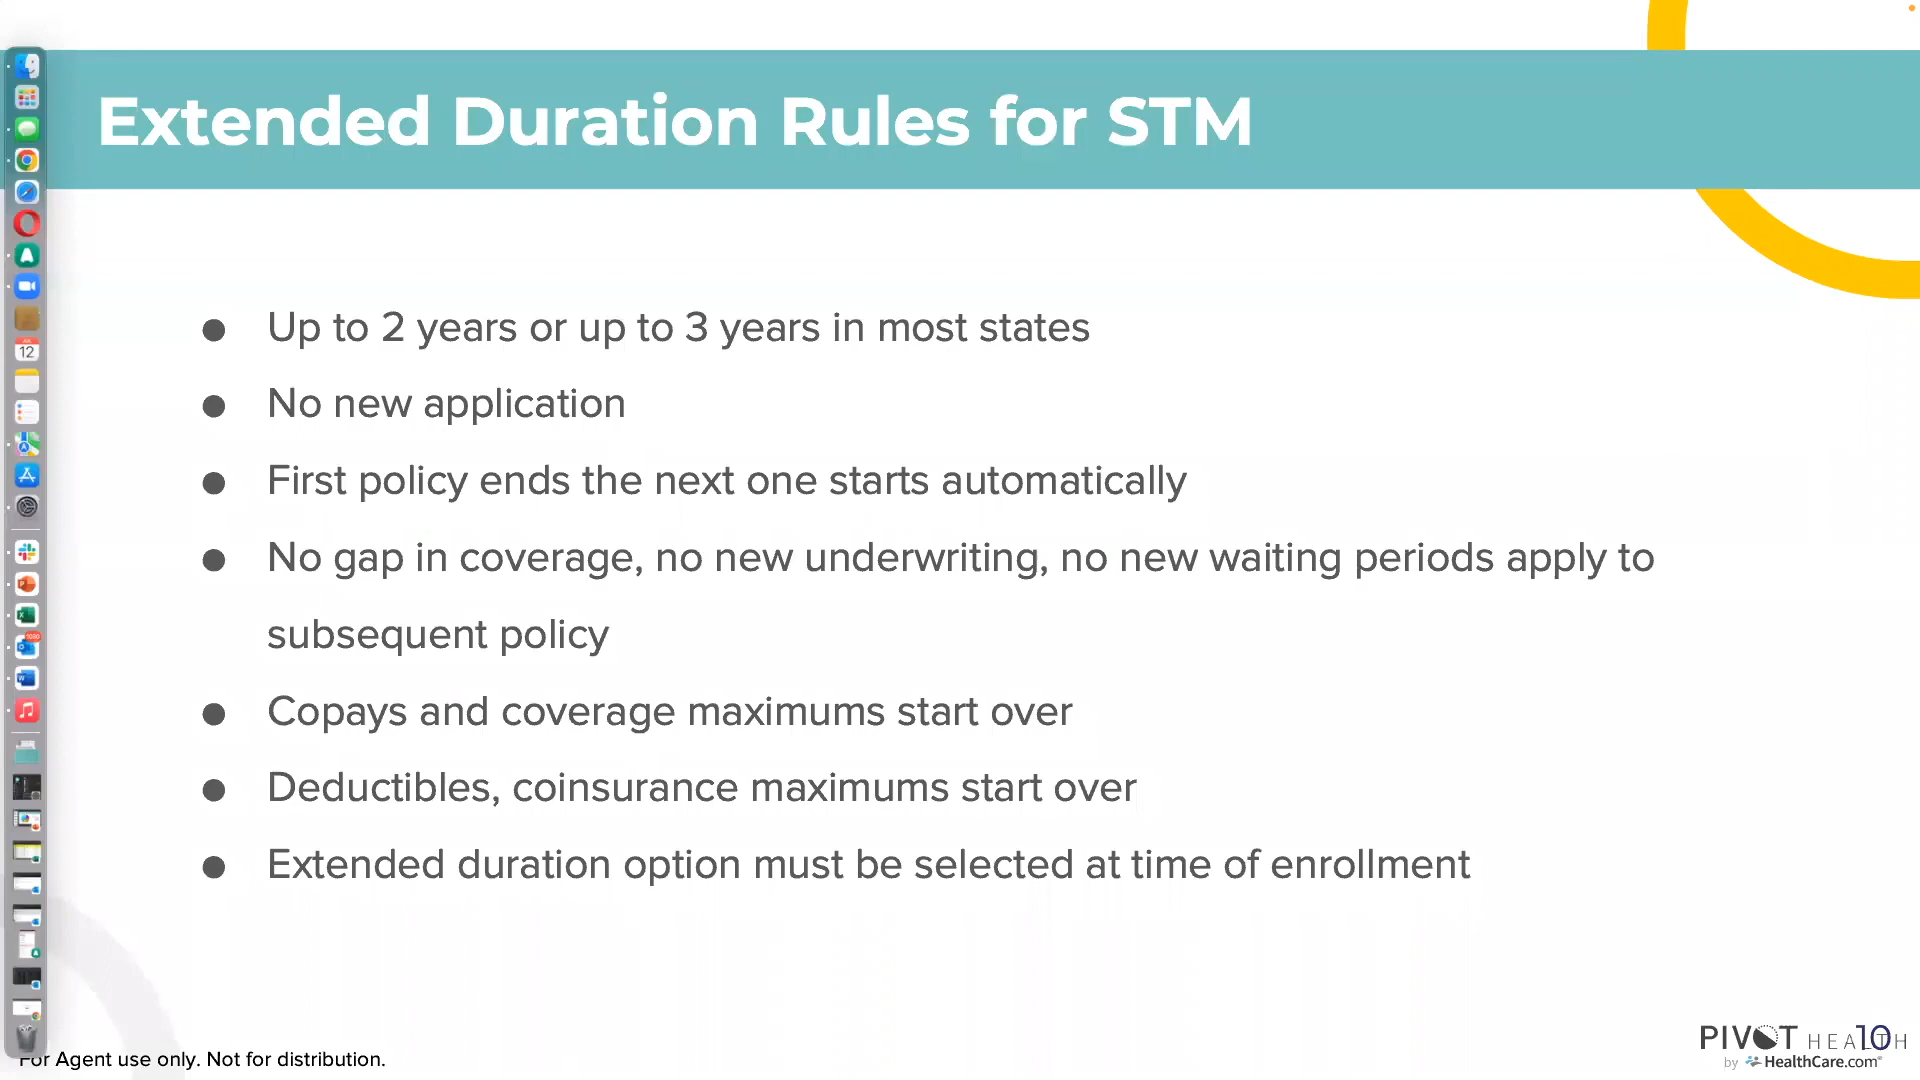 Extended Duration Rules for STM
● Up to 2 years or up to 3 years in most states
● No new application
● First policy ends the next one starts automatically
● No gap in coverage, no new underwriting, no new waiting periods apply to
subsequent policy
● Copays and coverage maximums start over
● Deductibles, coinsurance maximums start over
● Extended duration option must be selected at time of enrollment
12
For Agent use only. Not for distribution.
PIVOT HEALTH
10
by HealthCare.com